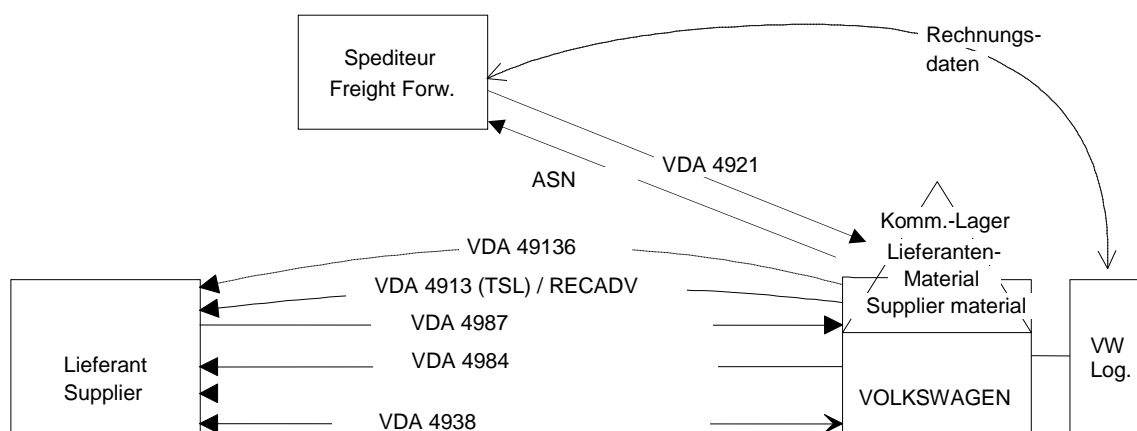 Rechnungs-
daten
Spediteur
Freight Forw.
VDA 4921
ASN
Komm.-Lager
VDA 49136
Lieferanten-
Material
VDA 4913 (TSL) / RECADV
Supplier material
VDA 4987
Lieferant
Supplier
VDA 4984
VW
Log.
VOLKSWAGEN
VDA 4938